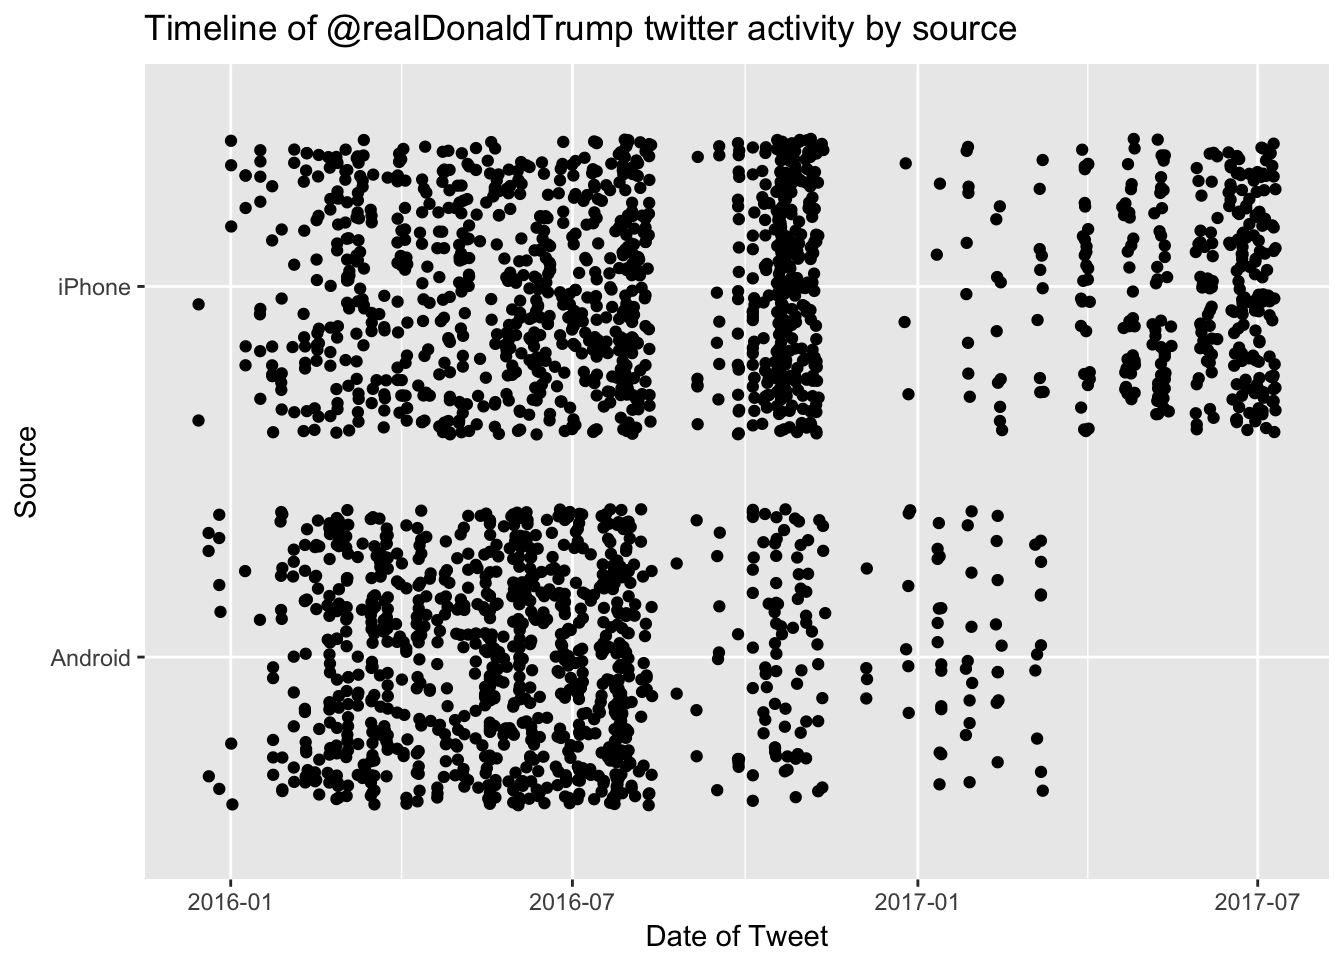 Timeline of @realDonaldTrump twitter activity by source
iPhone
Source
Android
2016-01 2016-07 2017-01 2017-07
Date of Tweet